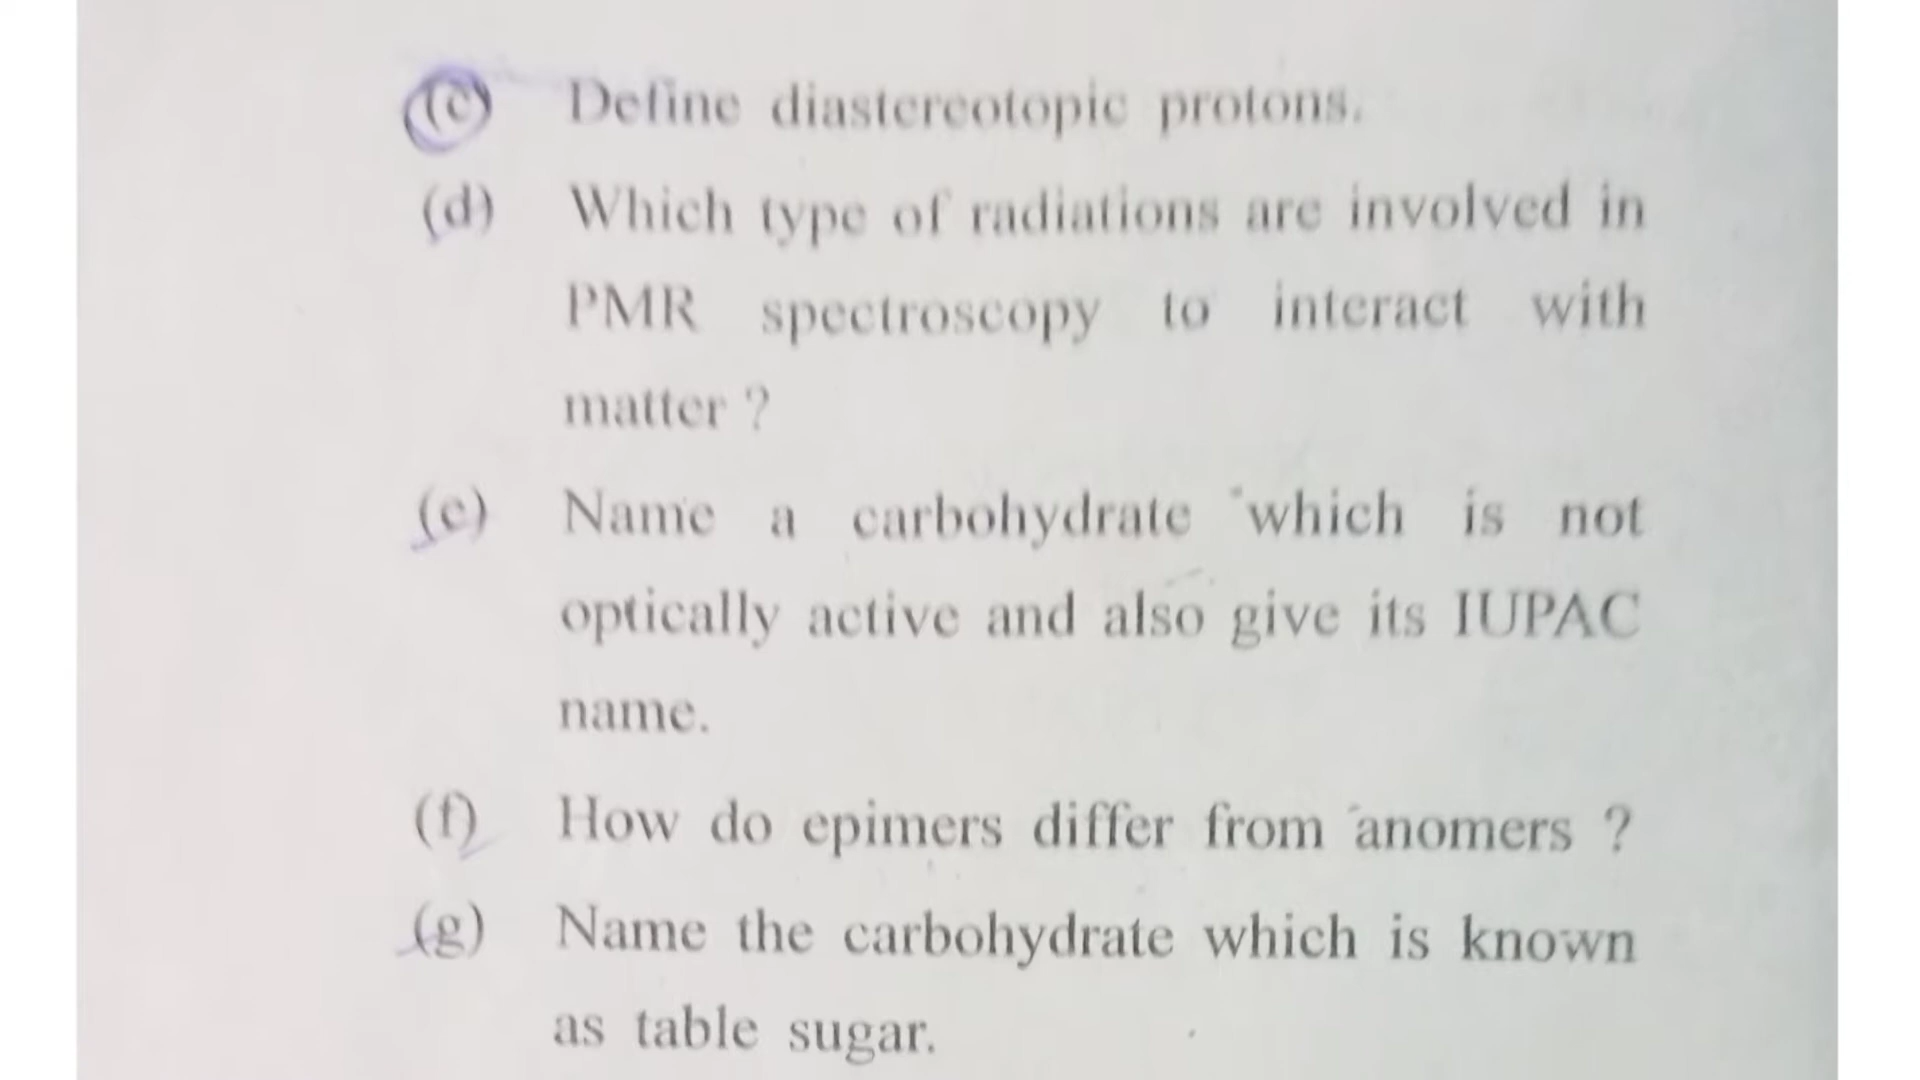 (c) Define diastereotopic protons.
(d) Which type of radiations are involved in
PMR spectroscopy to interact with
matter ?
(e) Name a carbohydrate which is not
optically active and also give its IUPAC
name.
(f) How do epimers differ from anomers ?
(g) Name the carbohydrate which is known
as table sugar.